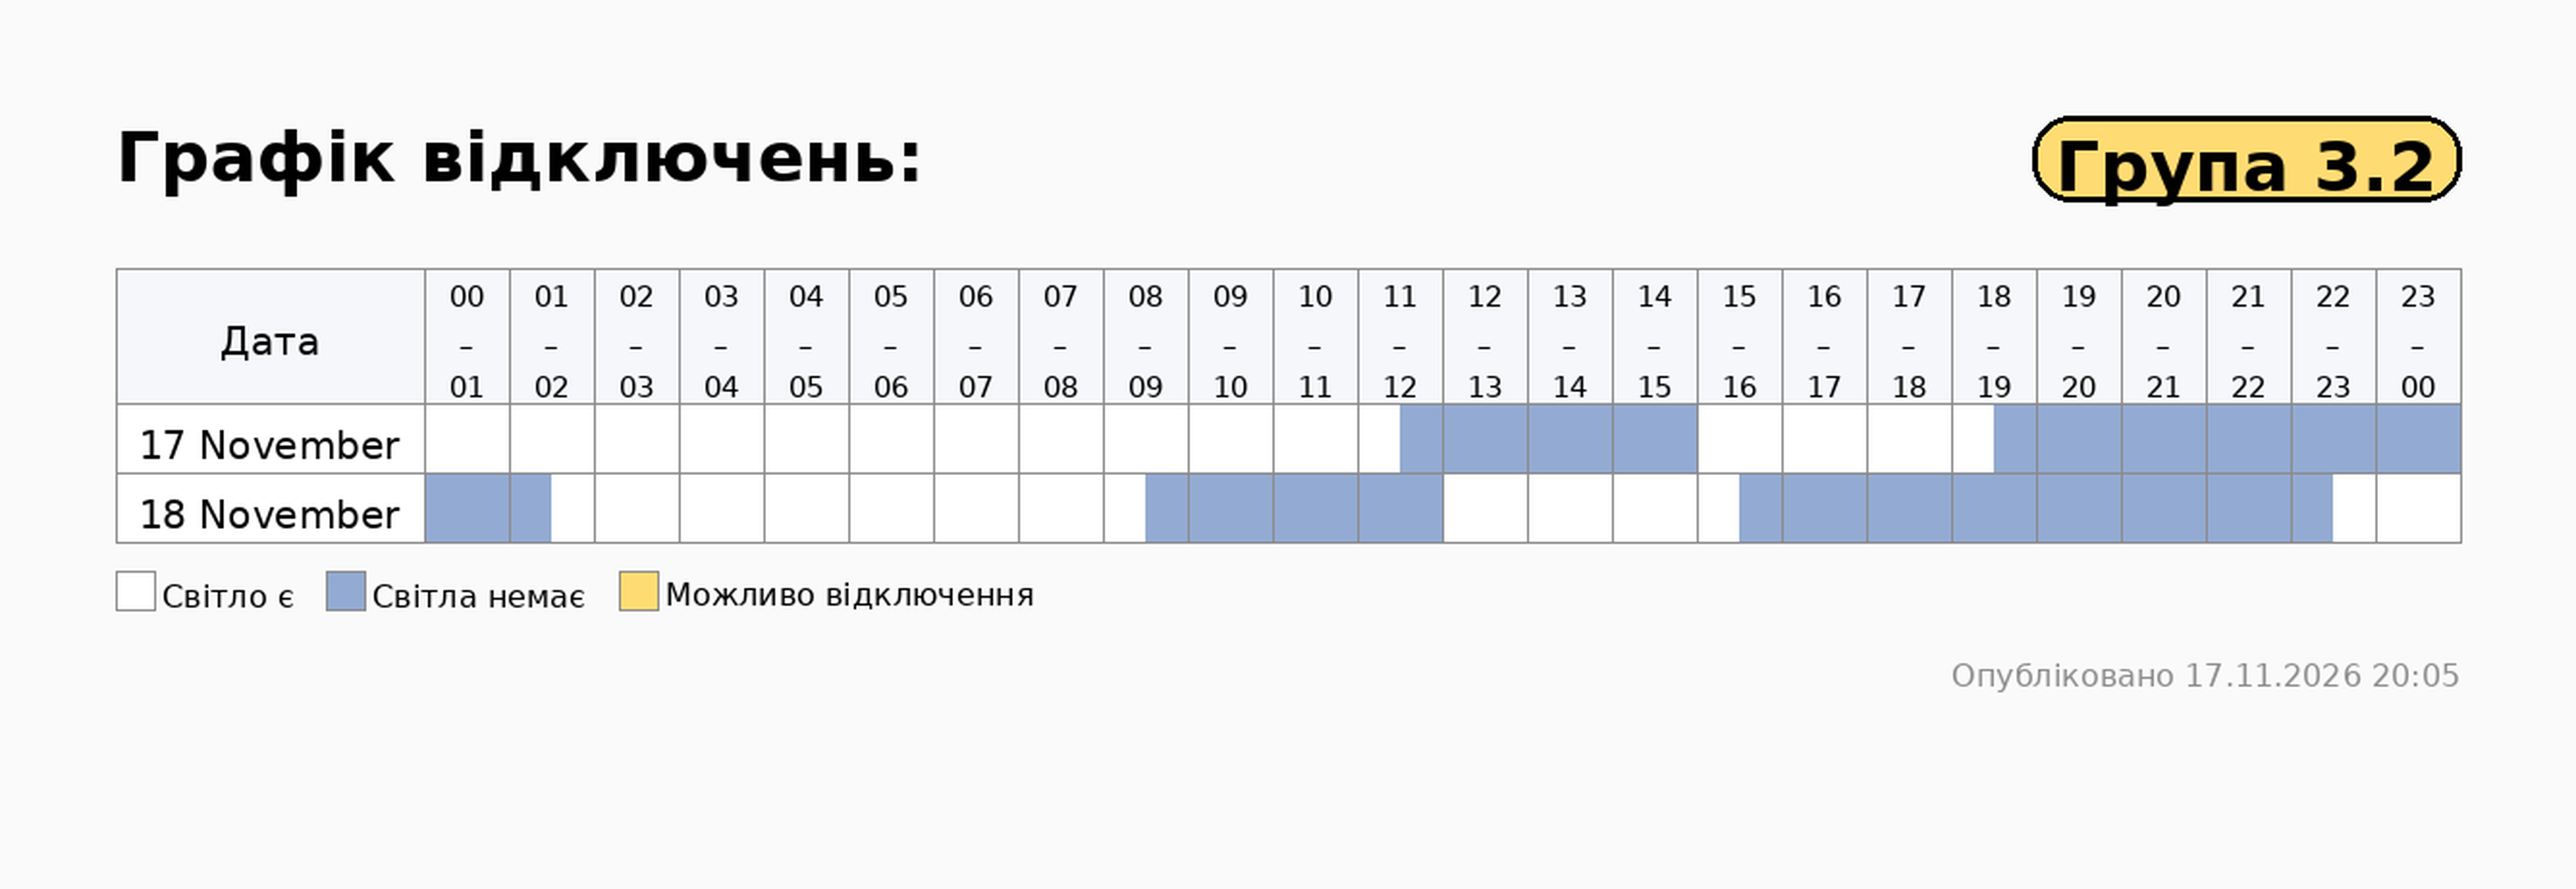 Графік відключень:
Група 3.2
Дата
00 – 01
01 – 02
02 – 03
03 – 04
04 – 05
05 – 06
06 – 07
07 – 08
08 – 09
09 – 10
10 – 11
11 – 12
12 – 13
13 – 14
14 – 15
15 – 16
16 – 17
17 – 18
18 – 19
19 – 20
20 – 21
21 – 22
22 – 23
23 – 00
17 November
18 November
Світло є
Світла немає
Можливо відключення
Опубліковано 17.11.2026 20:05